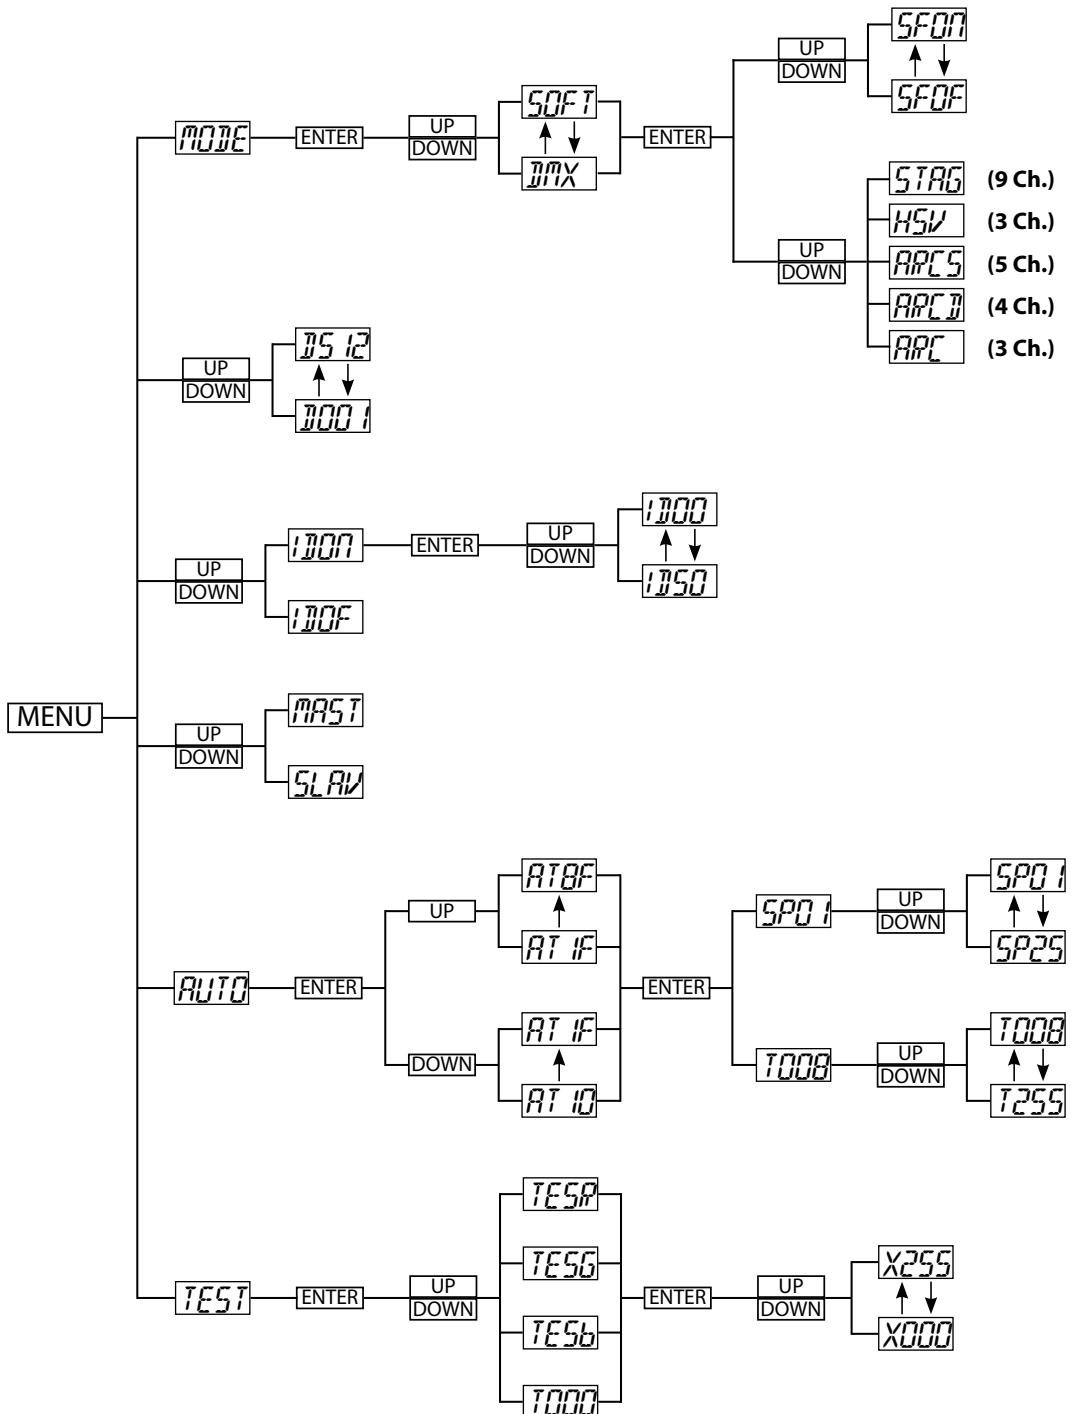 UP
DOWN
SFON
SFOF
MODE
ENTER
UP
DOWN
SOFT
DMX
ENTER
UP
DOWN
STAG (9 Ch.)
HSV (3 Ch.)
ARCS (5 Ch.)
ARCD (4 Ch.)
ARC (3 Ch.)
UP
DOWN
D512
D001
UP
DOWN
IDON
IDOF
ENTER
UP
DOWN
ID00
ID50
MENU
UP
DOWN
MAST
SLAV
AUTO
ENTER
UP
AT8F
AT1F
DOWN
AT1F
AT10
ENTER
SP01
UP
DOWN
SP01
SP25
T008
UP
DOWN
T008
T255
TEST
ENTER
UP
DOWN
TESR
TESG
TESb
T000
ENTER
UP
DOWN
X255
X000